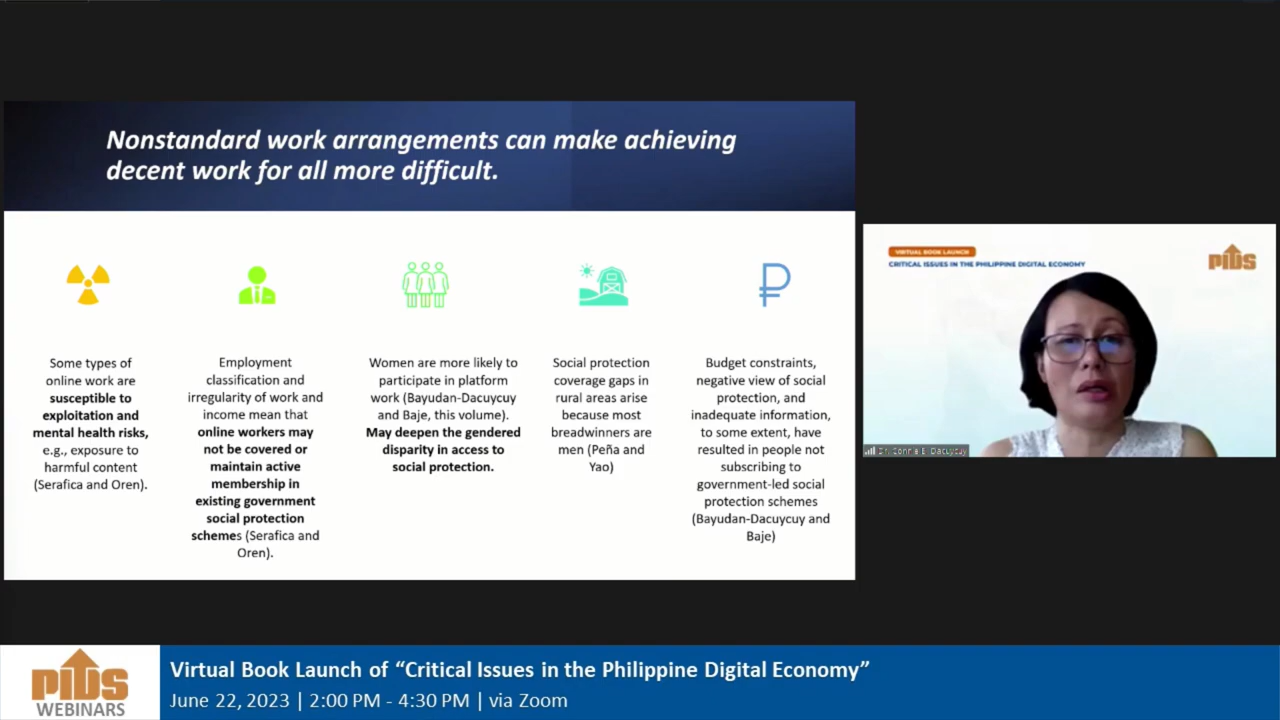 Nonstandard work arrangements can make achieving
decent work for all more difficult.
Some types of
online work are
susceptible to
exploitation and
mental health risks,
e.g., exposure to
harmful content
(Serafica and Oren).
Employment
classification and
irregularity of work and
income mean that
online workers may
not be covered or
maintain active
membership in
existing government
social protection
schemes (Serafica and
Oren).
Women are more likely to
participate in platform
work (Bayudan-Dacuycuy
and Baje, this volume).
May deepen the gendered
disparity in access to
social protection.
Social protection
coverage gaps in
rural areas arise
because most
breadwinners are
men (Peña and
Yao)
Budget constraints,
negative view of social
protection, and
inadequate information,
to some extent, have
resulted in people not
subscribing to
government-led social
protection schemes
(Bayudan-Dacuycuy and
Baje)
VIRTUAL BOOK LAUNCH
CRITICAL ISSUES IN THE PHILIPPINE DIGITAL ECONOMY
PIDS
Dr. Connie B. Dacuycuy
PIDS
WEBINARS
Virtual Book Launch of “Critical Issues in the Philippine Digital Economy”
June 22, 2023 | 2:00 PM - 4:30 PM | via Zoom